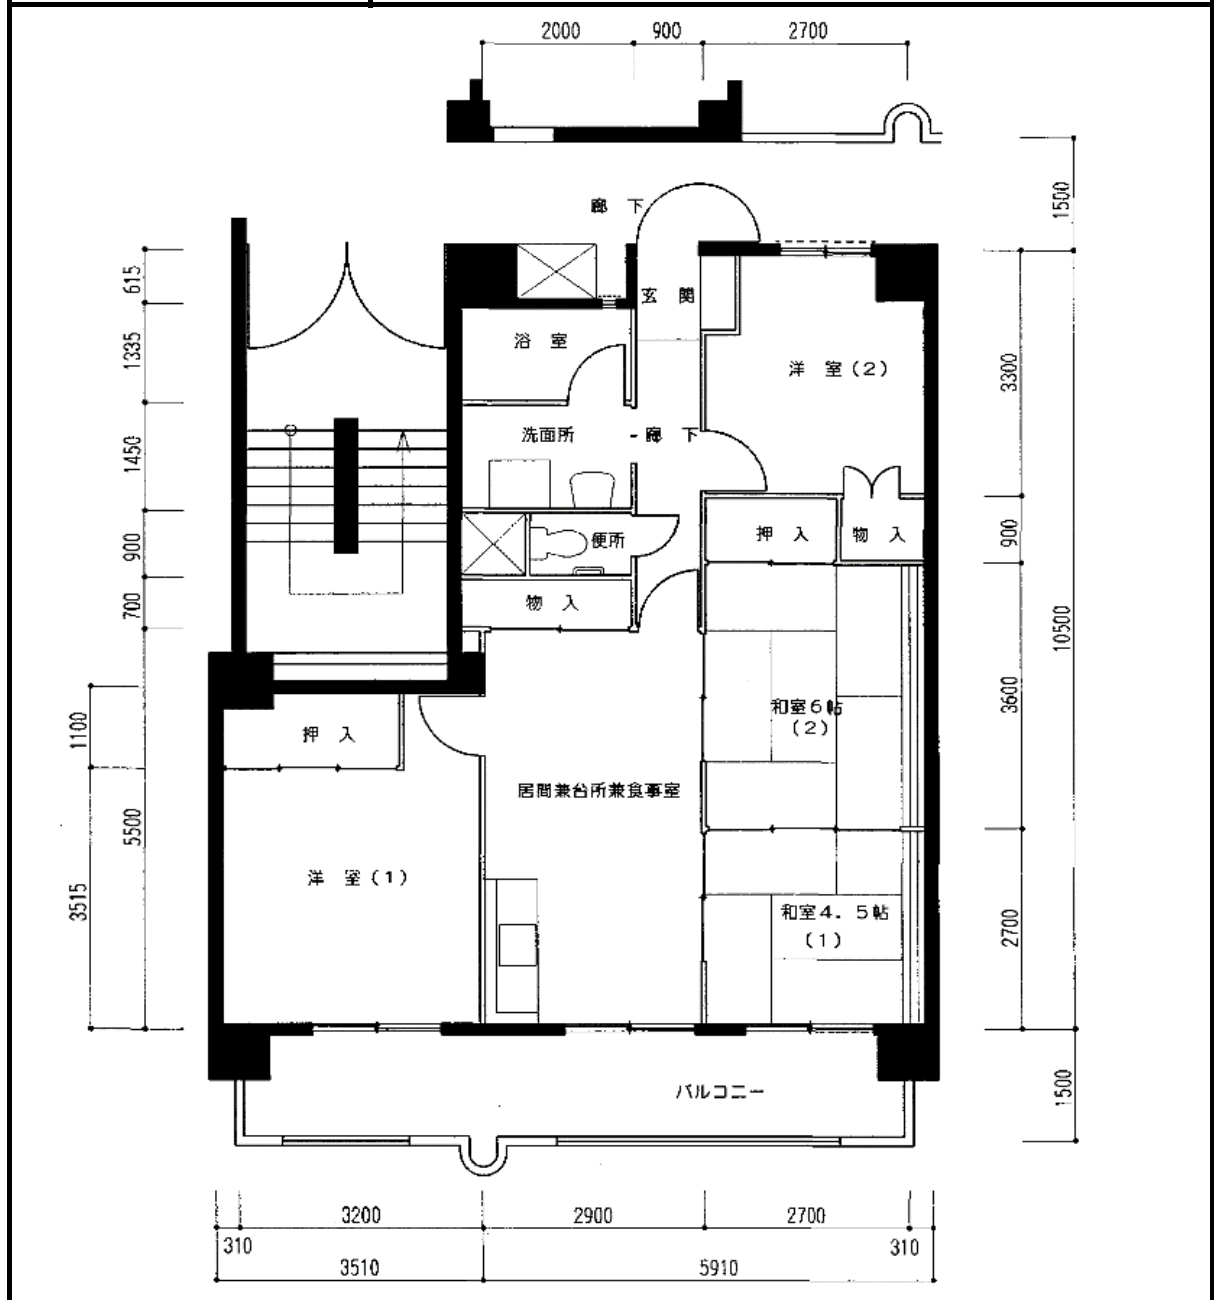 2000
900
2700
廊下
1500
615
玄関
浴室
洋室(2)
1335
3300
洗面所
廊下
1450
押入
物入
900
便所
900
物入
700
10500
和室6帖
(2)
3600
1100
押入
居間兼台所兼食事室
5500
洋室(1)
3515
和室4.5帖
(1)
2700
バルコニー
1500
3200
2900
2700
310
310
3510
5910